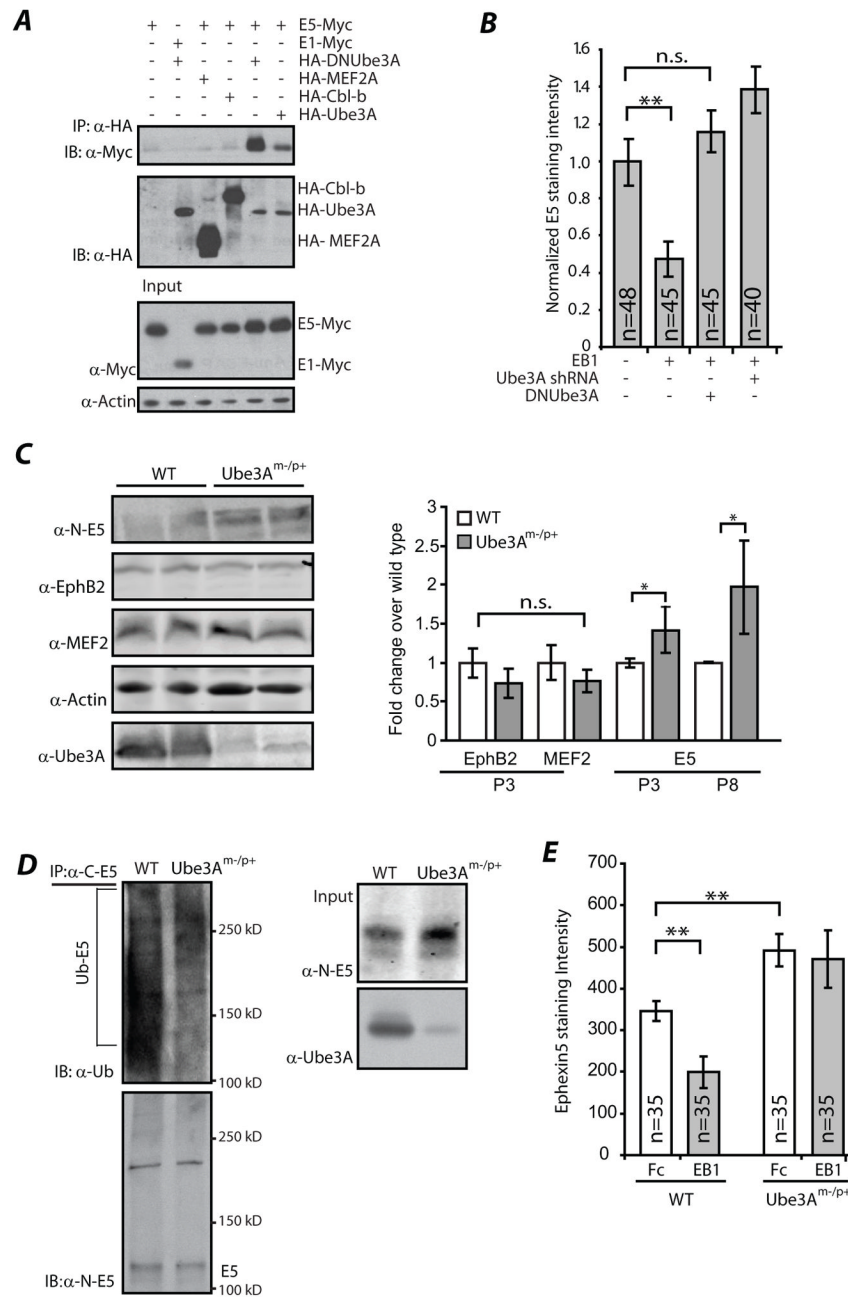 A
+ - + + + + E5-Myc
- + - - - - E1-Myc
- + - - + - HA-DNUbe3A
- - + - - - HA-MEF2A
- - - + - - HA-Cbl-b
- - - - - + HA-Ube3A
IP: α-HA
IB: α-Myc
HA-Cbl-b
HA-Ube3A
HA- MEF2A
IB: α-HA
Input
E5-Myc
E1-Myc
α-Myc
α-Actin
B
Normalized E5 staining intensity
1.6
1.4
1.2
1.0
0.8
0.6
0.4
0.2
0
n.s.
**
n=48 n=45 n=45 n=40
EB1 - + + +
Ube3A shRNA - - - +
DNUbe3A - - + -
C
WT Ube3A m-/p+
α-N-E5
α-EphB2
α-MEF2
α-Actin
α-Ube3A
Fold change over wild type
3
2.5
2
1.5
1
0.5
0
WT
Ube3A m-/p+
n.s.
*
*
EphB2 MEF2 E5
P3 P3 P8
D
IP:α-C-E5 WT Ube3A m-/p+
Ub-E5
250 kD
150 kD
100 kD
IB: α-Ub
250 kD
150 kD
E5
100 kD
IB:α-N-E5
WT Ube3A m-/p+
Input
α-N-E5
α-Ube3A
E
Ephexin5 staining Intensity
700
600
500
400
300
200
100
0
**
**
n=35 n=35 n=35 n=35
Fc EB1 Fc EB1
WT Ube3A m-/p+